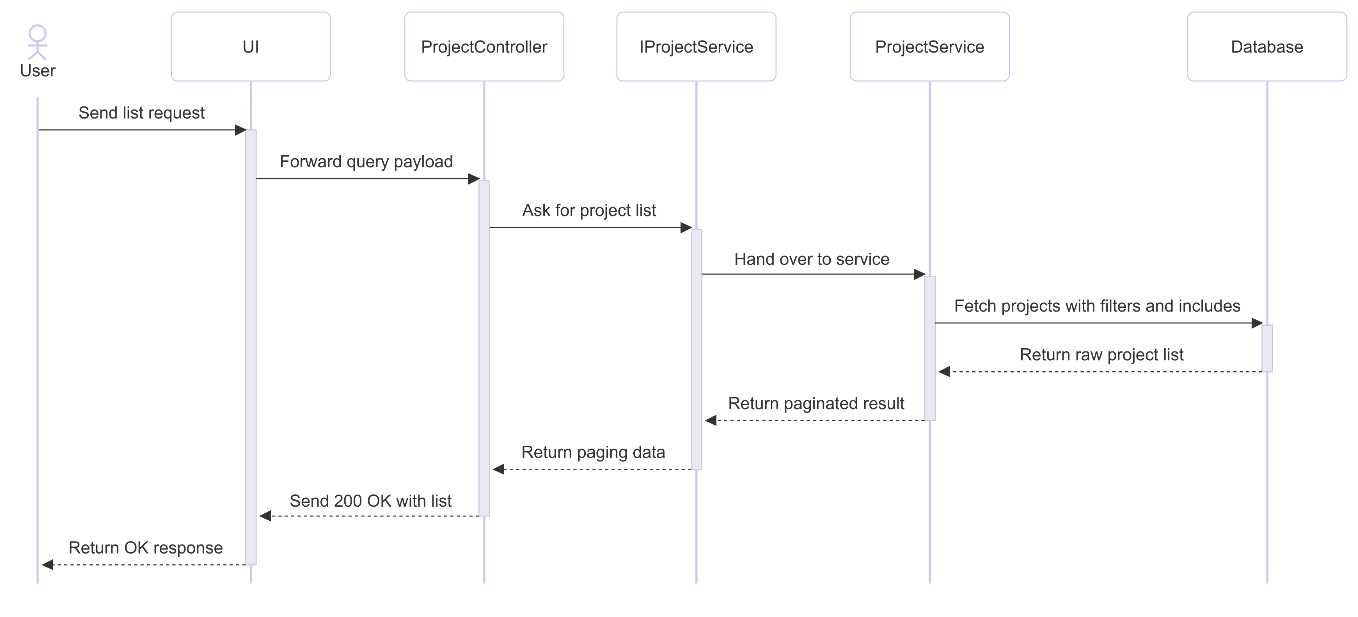 User
UI
ProjectController
IProjectService
ProjectService
Database
Send list request
Forward query payload
Ask for project list
Hand over to service
Fetch projects with filters and includes
Return raw project list
Return paginated result
Return paging data
Send 200 OK with list
Return OK response